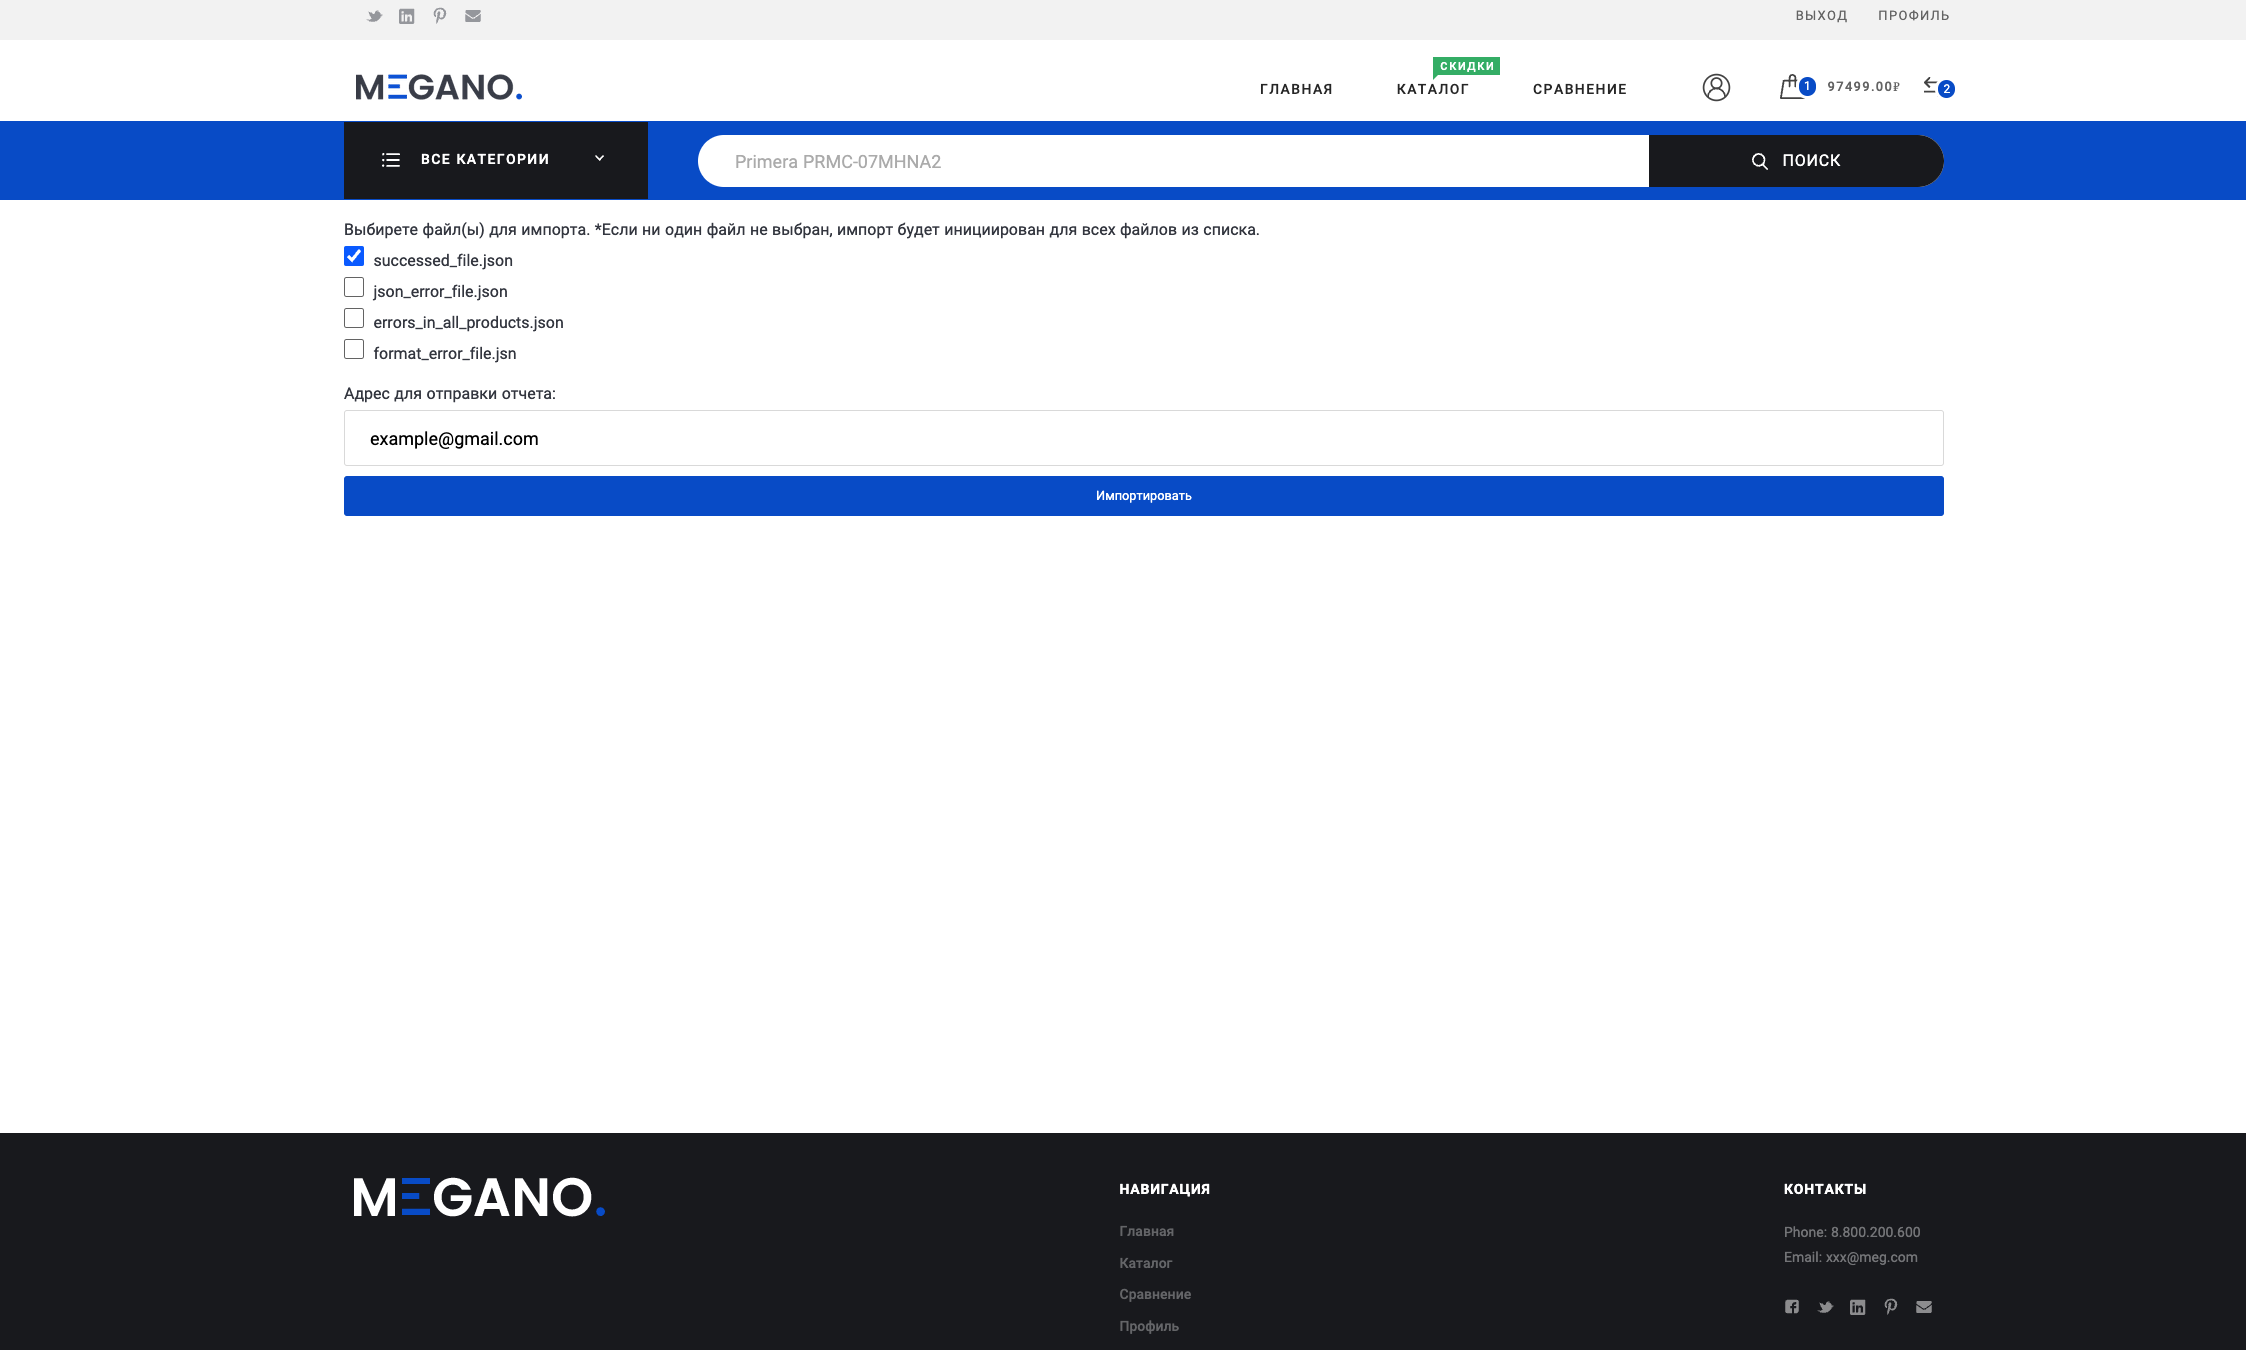 ВЫХОД ПРОФИЛЬ
MEGANO.
СКИДКИ
ГЛАВНАЯ КАТАЛОГ СРАВНЕНИЕ 1 97499.00₽ 2
ВСЕ КАТЕГОРИИ Primera PRMC-07MHNA2 ПОИСК
Выбирете файл(ы) для импорта. *Если ни один файл не выбран, импорт будет инициирован для всех файлов из списка.
successed_file.json
json_error_file.json
errors_in_all_products.json
format_error_file.jsn
Адрес для отправки отчета:
example@gmail.com
Импортировать
MEGANO.
НАВИГАЦИЯ
Главная
Каталог
Сравнение
Профиль
КОНТАКТЫ
Phone: 8.800.200.600
Email: xxx@meg.com